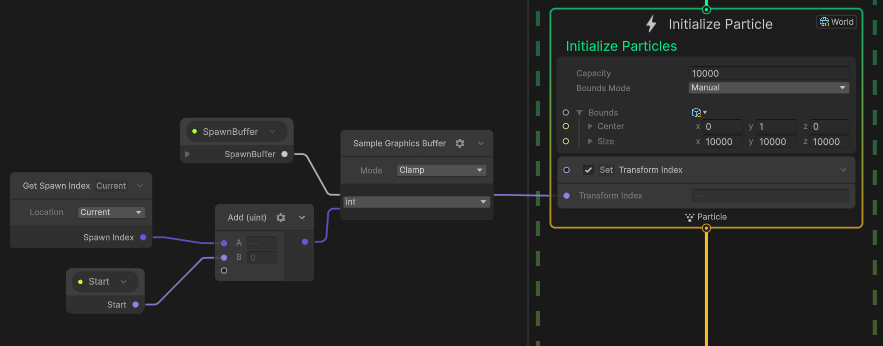 Initialize Particle
World
Initialize Particles
Capacity 10000
Bounds Mode Manual
Bounds
Center x 0 y 1 z 0
Size x 10000 y 10000 z 10000
Set Transform Index
Transform Index
Particle
SpawnBuffer
SpawnBuffer
Sample Graphics Buffer
Mode Clamp
int
Get Spawn Index Current
Location Current
Spawn Index
Add (uint)
A
B 0
Start
Start